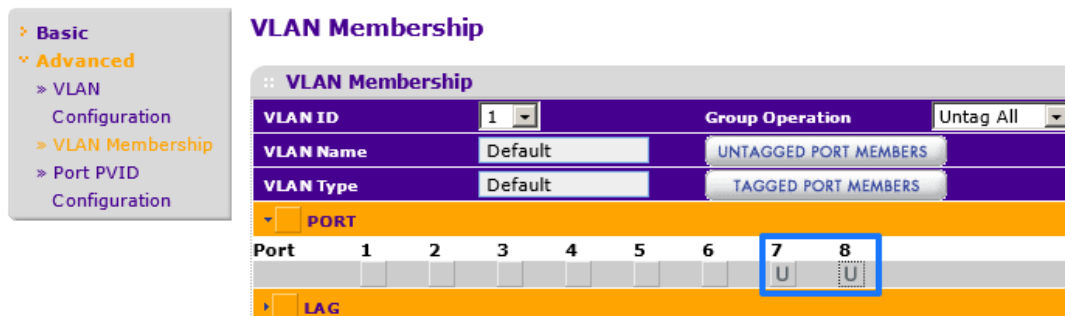 Basic
Advanced
» VLAN
Configuration
» VLAN Membership
» Port PVID
Configuration
VLAN Membership
VLAN Membership
VLAN ID 1 Group Operation Untag All
VLAN Name Default UNTAGGED PORT MEMBERS
VLAN Type Default TAGGED PORT MEMBERS
PORT
Port 1 2 3 4 5 6 7 8
U U
LAG